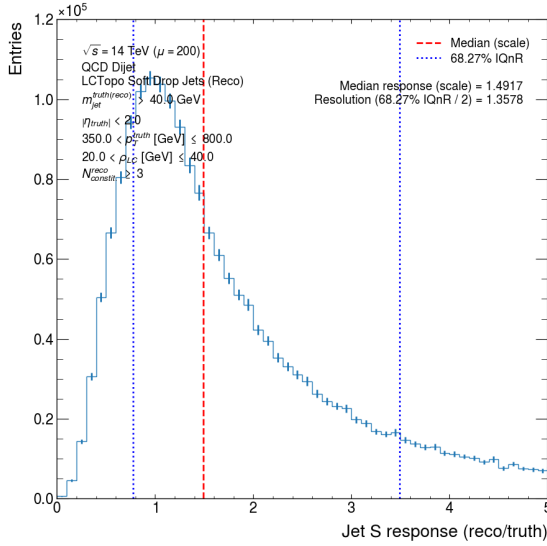 ×10⁵
Entries
1.2
1.0
0.8
0.6
0.4
0.2
0.0
√s = 14 TeV (μ = 200)
QCD Dijet
LCTopo Soft Drop Jets (Reco)
m_jet^truth(reco) > 40.0 GeV
|η_truth| < 2.0
350.0 < p_T^truth [GeV] ≤ 800.0
20.0 < ρ_LC [GeV] ≤ 40.0
N_constit^reco ≥ 3
Median (scale)
68.27% IQnR
Median response (scale) = 1.4917
Resolution (68.27% IQnR / 2) = 1.3578
0 1 2 3 4 5
Jet S response (reco/truth)